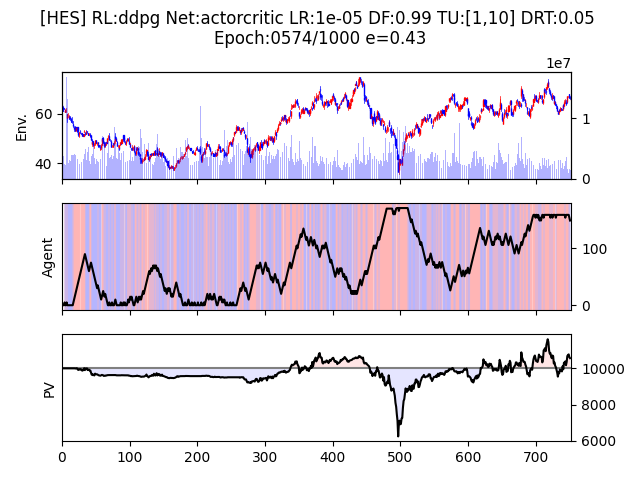 [HES] RL:ddpg Net:actorcritic LR:1e-05 DF:0.99 TU:[1,10] DRT:0.05
Epoch:0574/1000 e=0.43
1e7
Env.
60
40
1
0
Agent
100
0
PV
10000
8000
6000
0 100 200 300 400 500 600 700